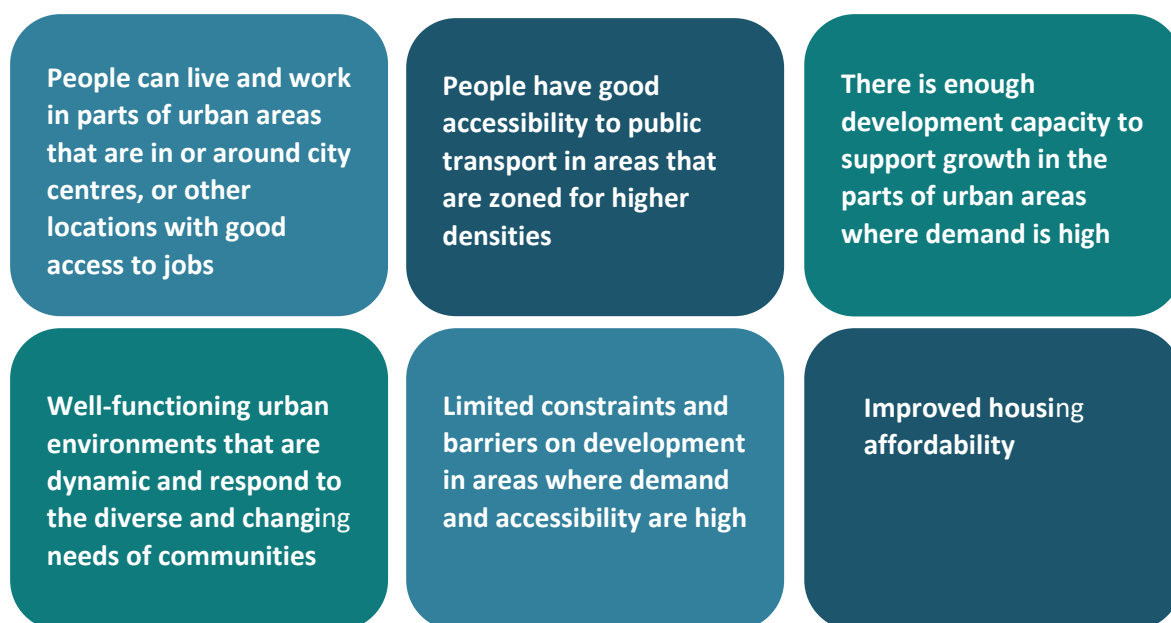 People can live and work
in parts of urban areas
that are in or around city
centres, or other
locations with good
access to jobs
People have good
accessibility to public
transport in areas that
are zoned for higher
densities
There is enough
development capacity to
support growth in the
parts of urban areas
where demand is high
Well-functioning urban
environments that are
dynamic and respond to
the diverse and changing
needs of communities
Limited constraints and
barriers on development
in areas where demand
and accessibility are high
Improved housing
affordability